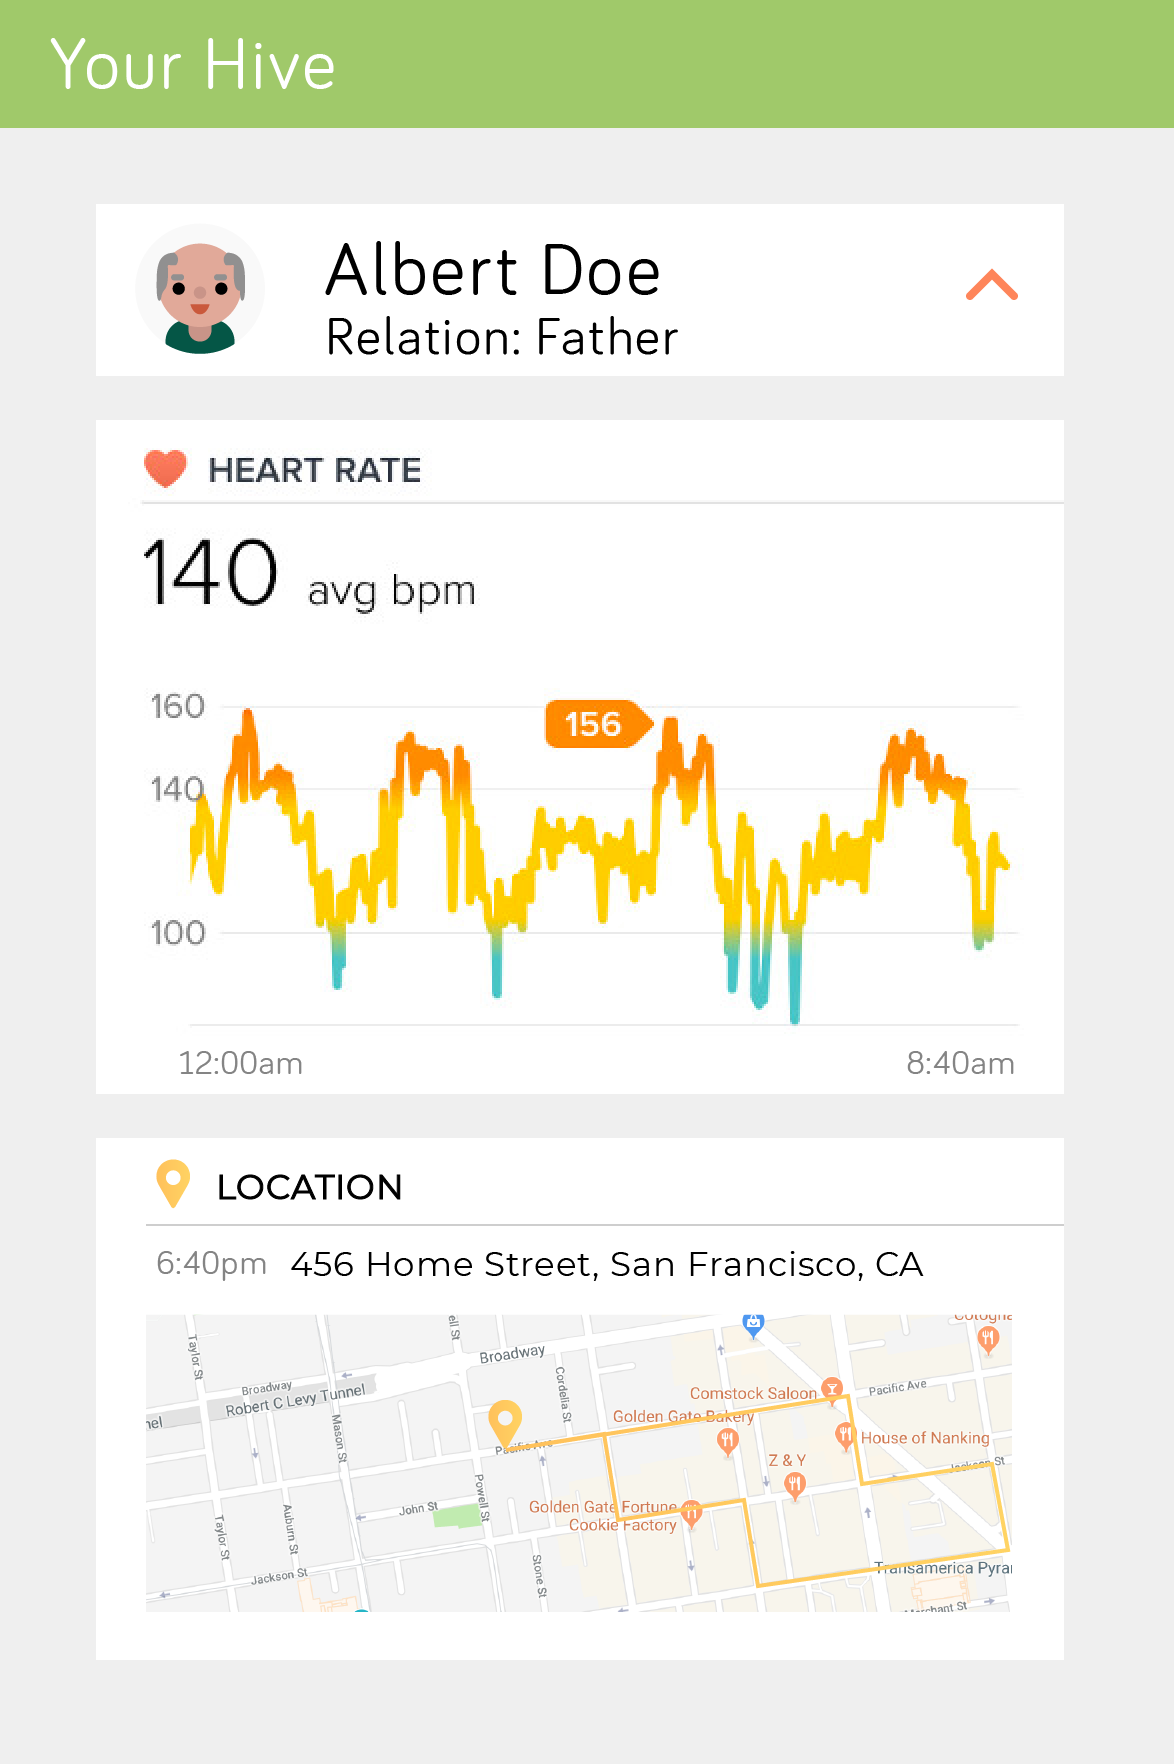 Your Hive
Albert Doe
Relation: Father
HEART RATE
140 avg bpm
160
156
140
100
12:00am 8:40am
LOCATION
6:40pm 456 Home Street, San Francisco, CA
Taylor St
Broadway
Robert C Levy Tunnel
nel
Mason St
ell St
Broadway
Cordelia St
Pacific Ave
Comstock Saloon
Golden Gate Bakery
Pacific Ave
House of Nanking
Z & Y
Jackson St
Golden Gate Fortune
Cookie Factory
John St
Powell St
Auburn St
Taylor St
Jackson St
Stone St
Transamerica Pyra
Merchant St